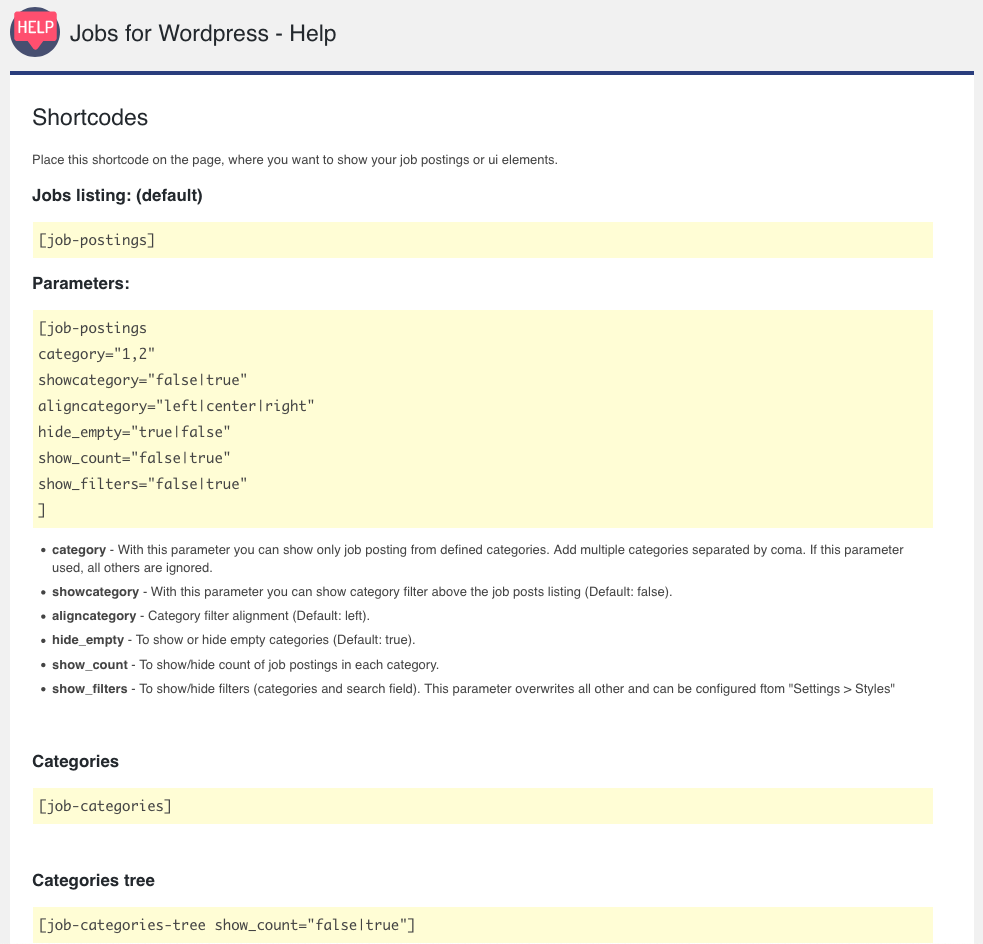 HELP
Jobs for Wordpress - Help
Shortcodes
Place this shortcode on the page, where you want to show your job postings or ui elements.
Jobs listing: (default)
[job-postings]
Parameters:
[job-postings
category="1,2"
showcategory="false|true"
aligncategory="left|center|right"
hide_empty="true|false"
show_count="false|true"
show_filters="false|true"
]
• category - With this parameter you can show only job posting from defined categories. Add multiple categories separated by coma. If this parameter
used, all others are ignored.
• showcategory - With this parameter you can show category filter above the job posts listing (Default: false).
• aligncategory - Category filter alignment (Default: left).
• hide_empty - To show or hide empty categories (Default: true).
• show_count - To show/hide count of job postings in each category.
• show_filters - To show/hide filters (categories and search field). This parameter overwrites all other and can be configured ftom "Settings > Styles"
Categories
[job-categories]
Categories tree
[job-categories-tree show_count="false|true"]